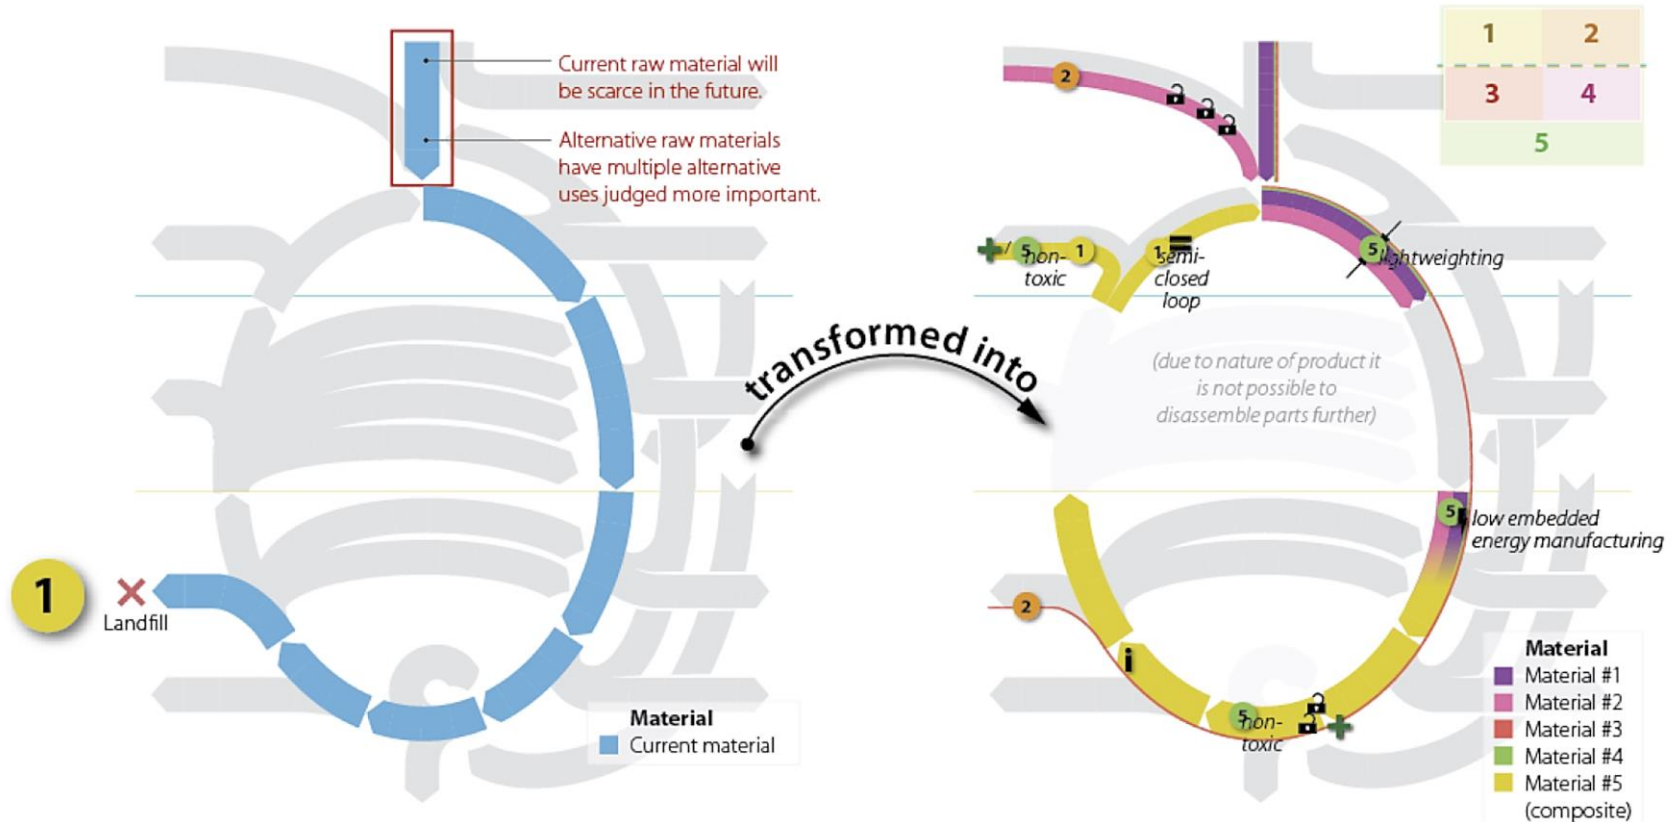 Current raw material will
be scarce in the future.
Alternative raw materials
have multiple alternative
uses judged more important.
1
Landfill
Material
Current material
transformed into
1 2
3 4
5
2
5
non-
toxic
1
1
semi-
closed
loop
5
lightweighting
(due to nature of product it
is not possible to
disassemble parts further)
5
low embedded
energy manufacturing
2
i
5
non-
toxic
Material
Material #1
Material #2
Material #3
Material #4
Material #5
(composite)